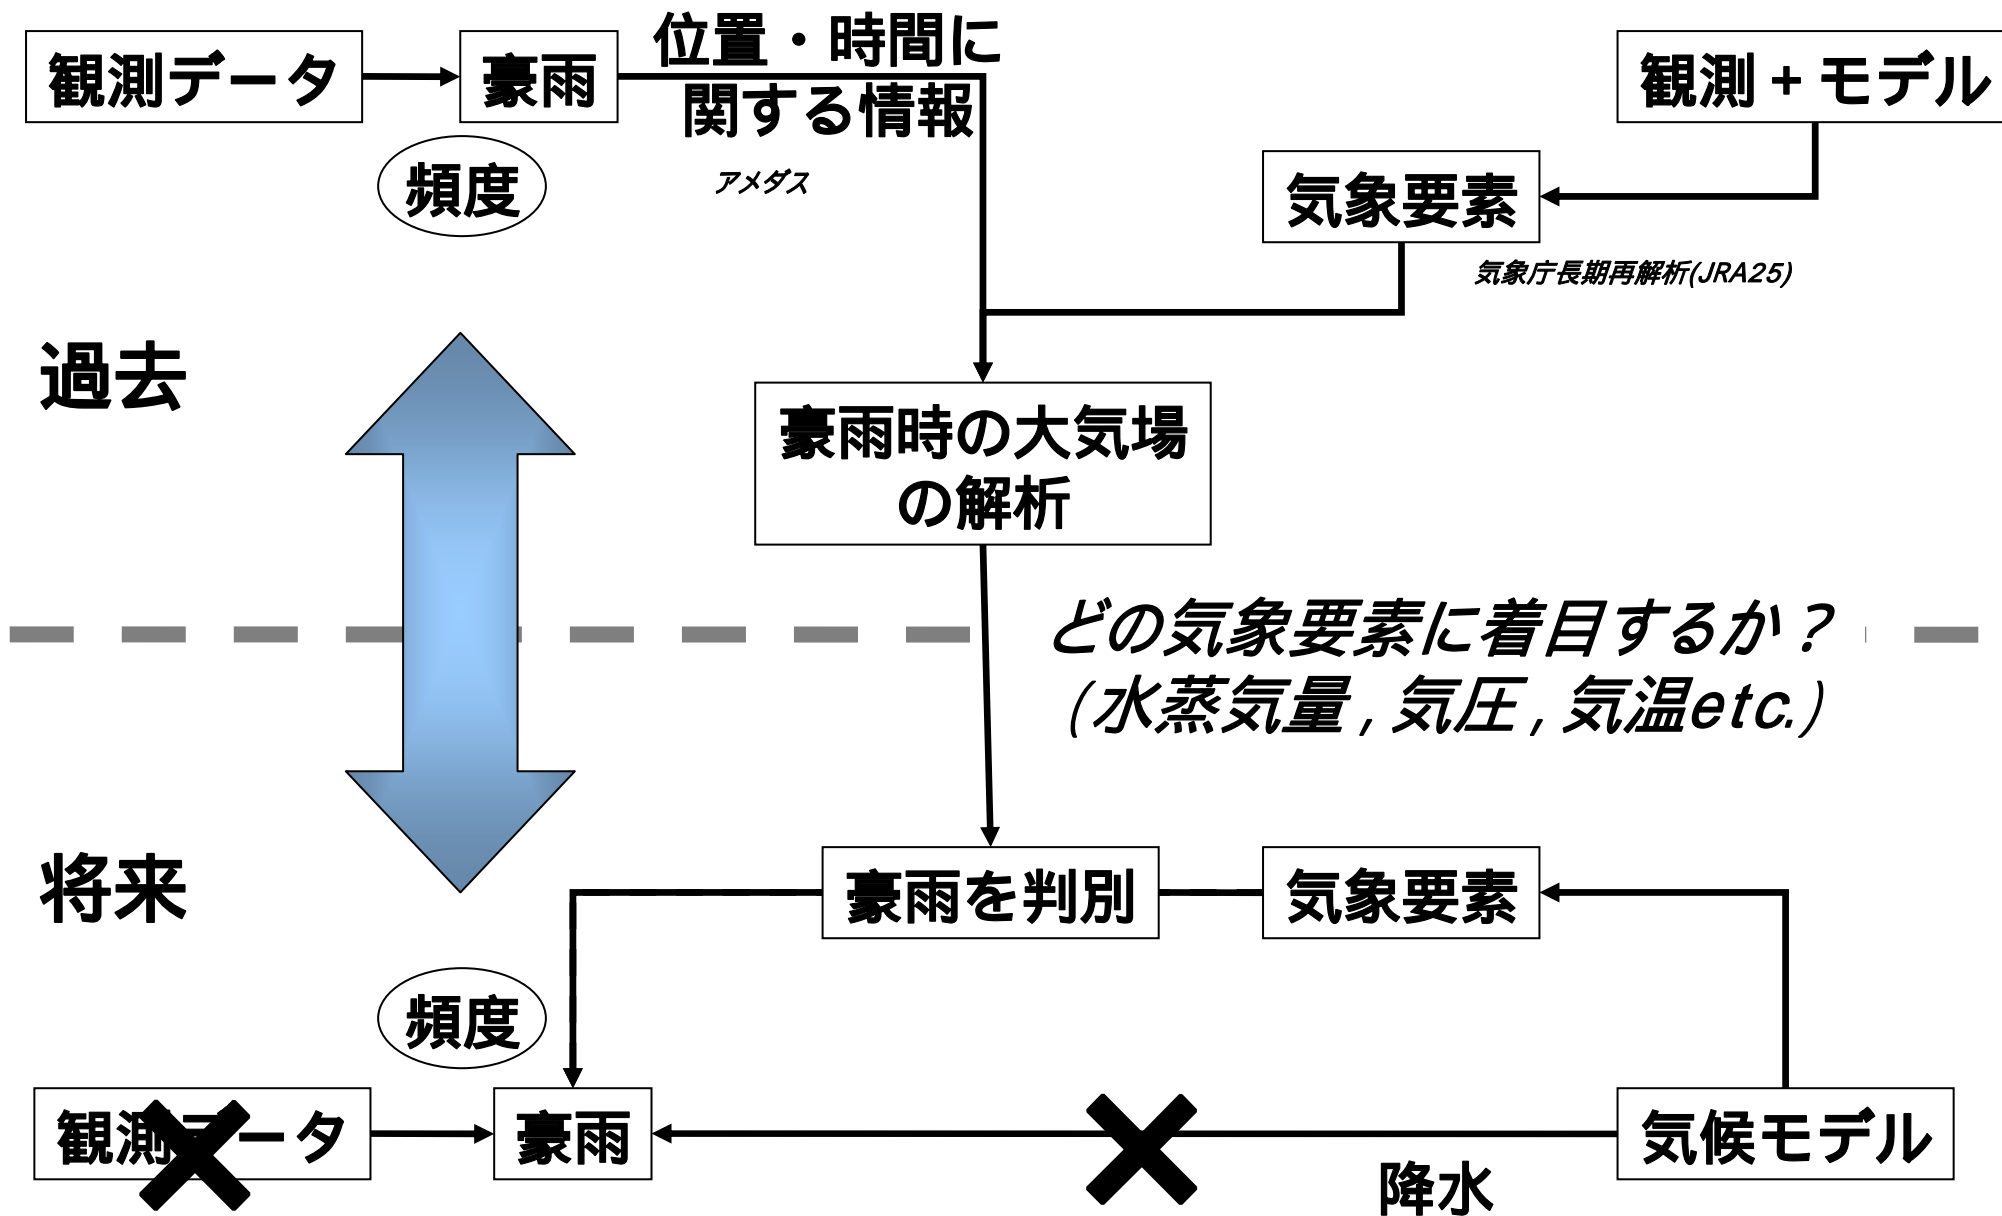 観測データ
豪雨
位置・時間に
関する情報
観測+モデル
頻度
アメダス
気象要素
気象庁長期再解析(JRA25)
過去
豪雨時の大気場
の解析
どの気象要素に着目するか?
(水蒸気量,気圧,気温etc.)
将来
豪雨を判別
気象要素
頻度
観測データ
豪雨
気候モデル
降水